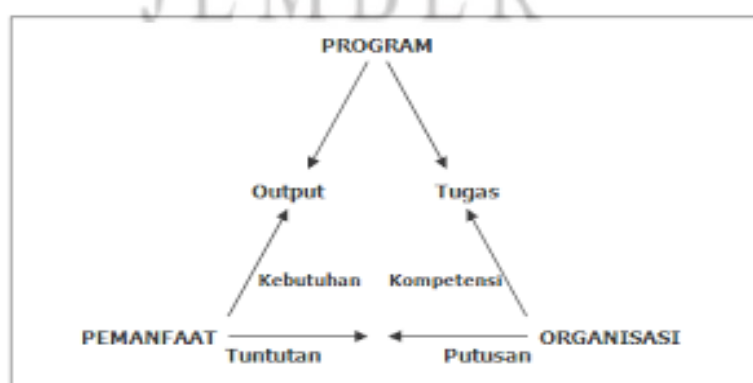 JEMBER
PROGRAM
Output Tugas
Kebutuhan Kompetensi
PEMANFAAT ORGANISASI
Tuntutan Putusan